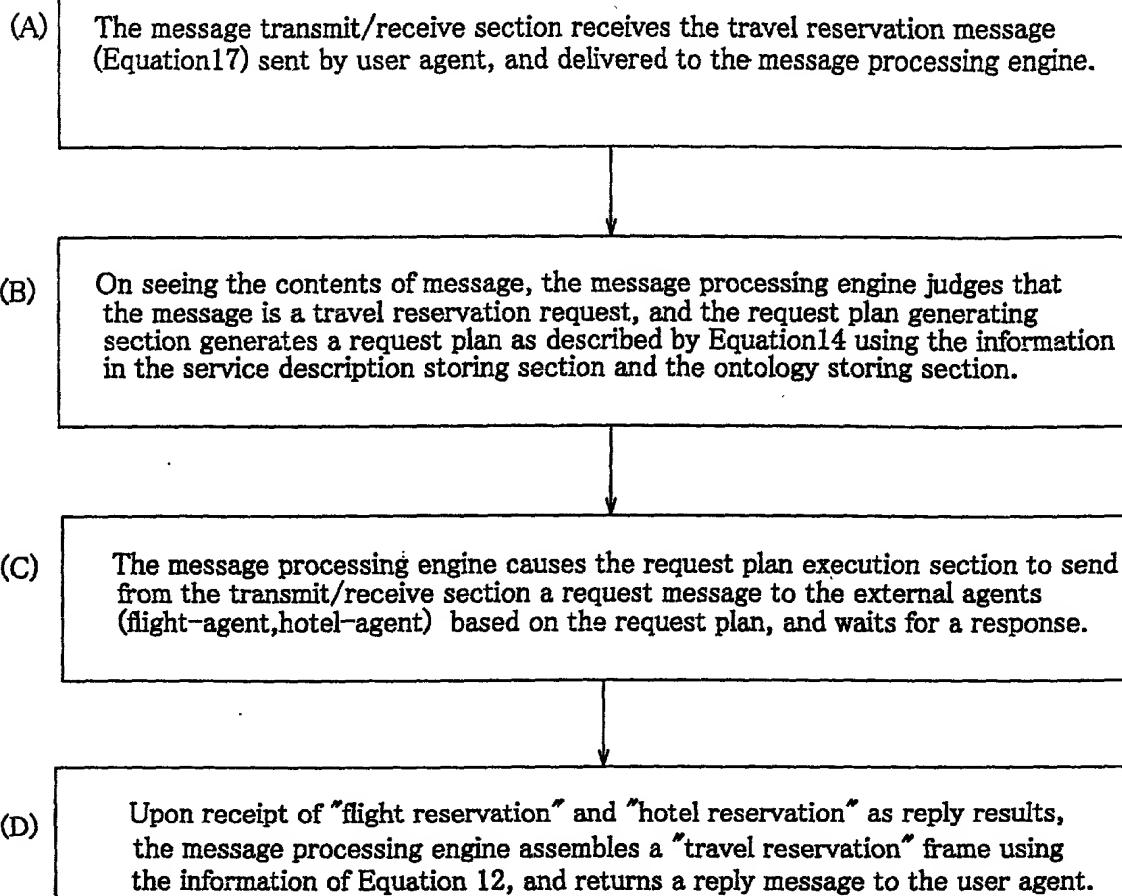 (A) The message transmit/receive section receives the travel reservation message
(Equation17) sent by user agent, and delivered to the message processing engine.
(B) On seeing the contents of message, the message processing engine judges that
the message is a travel reservation request, and the request plan generating
section generates a request plan as described by Equation14 using the information
in the service description storing section and the ontology storing section.
(C) The message processing engine causes the request plan execution section to send
from the transmit/receive section a request message to the external agents
(flight-agent,hotel-agent) based on the request plan, and waits for a response.
(D) Upon receipt of "flight reservation" and "hotel reservation" as reply results,
the message processing engine assembles a "travel reservation" frame using
the information of Equation 12, and returns a reply message to the user agent.